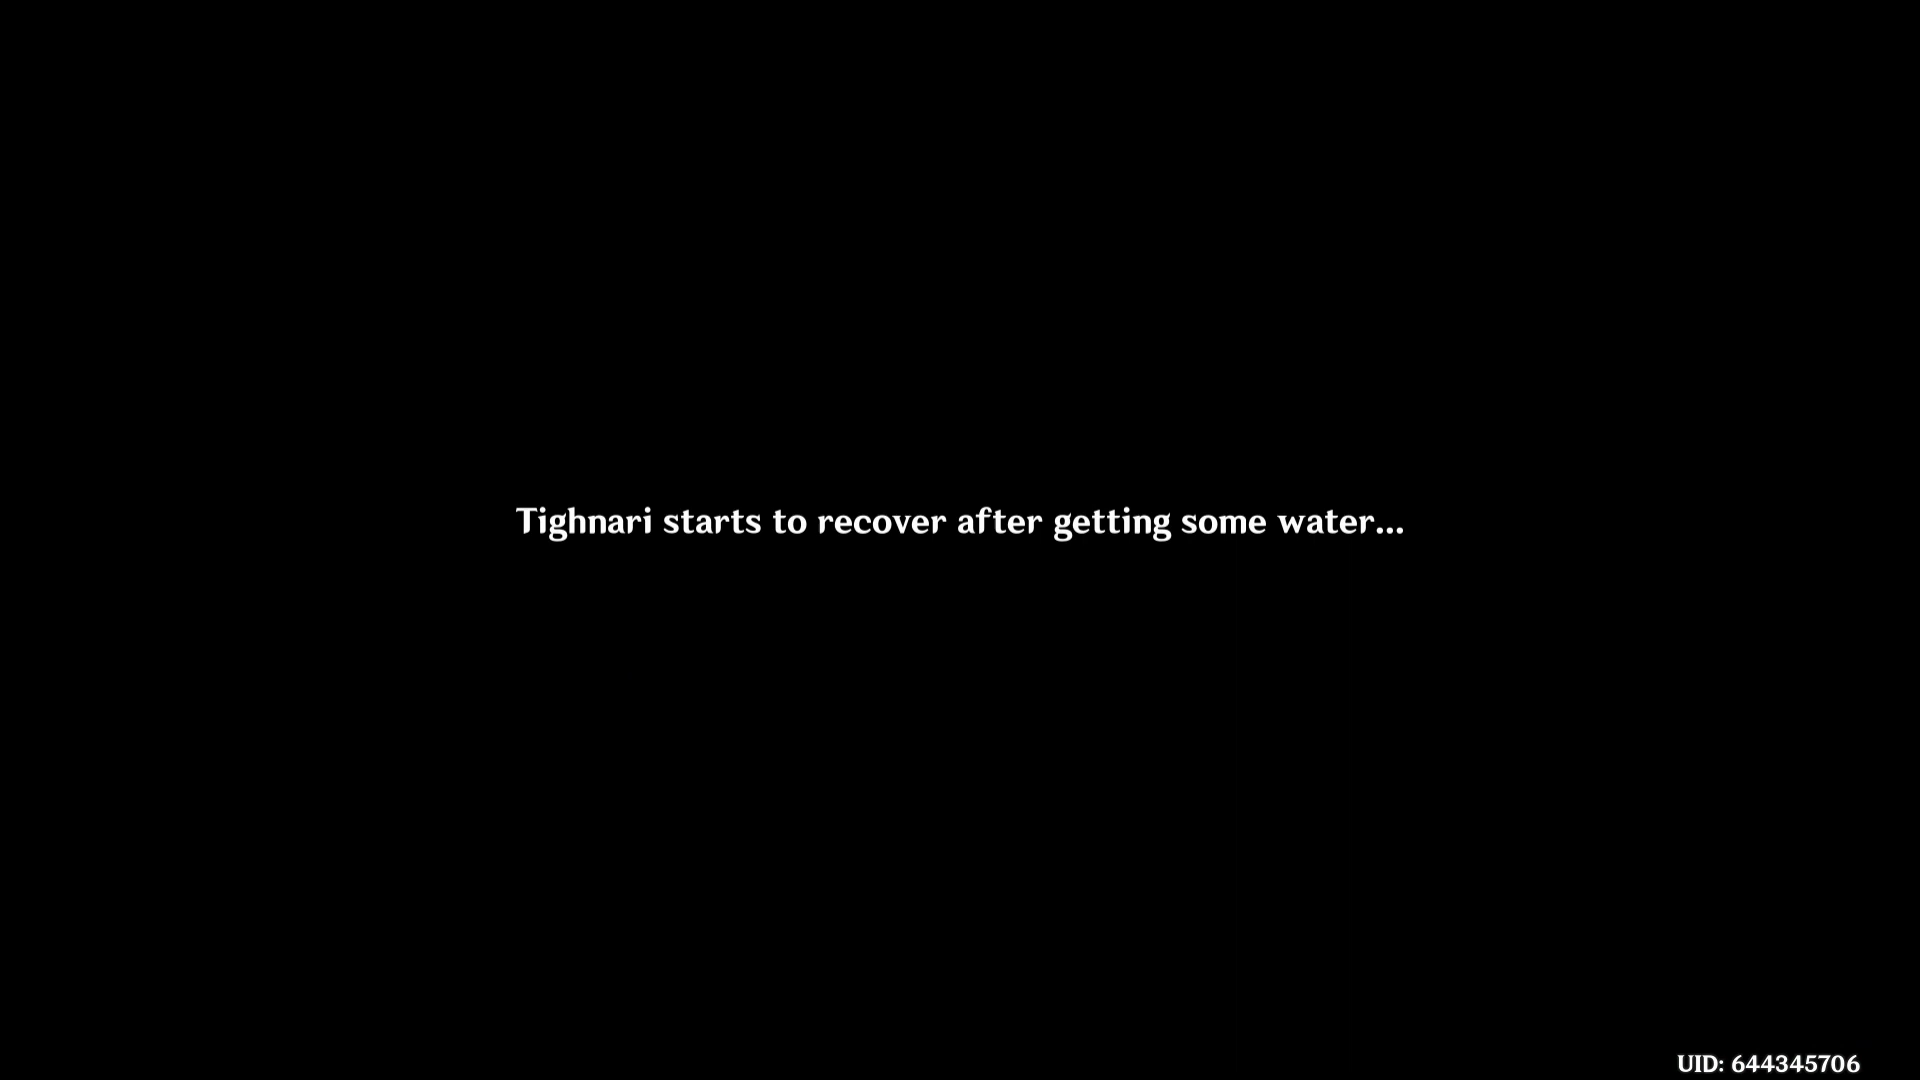 Tighnari starts to recover after getting some water...
UID: 644345706